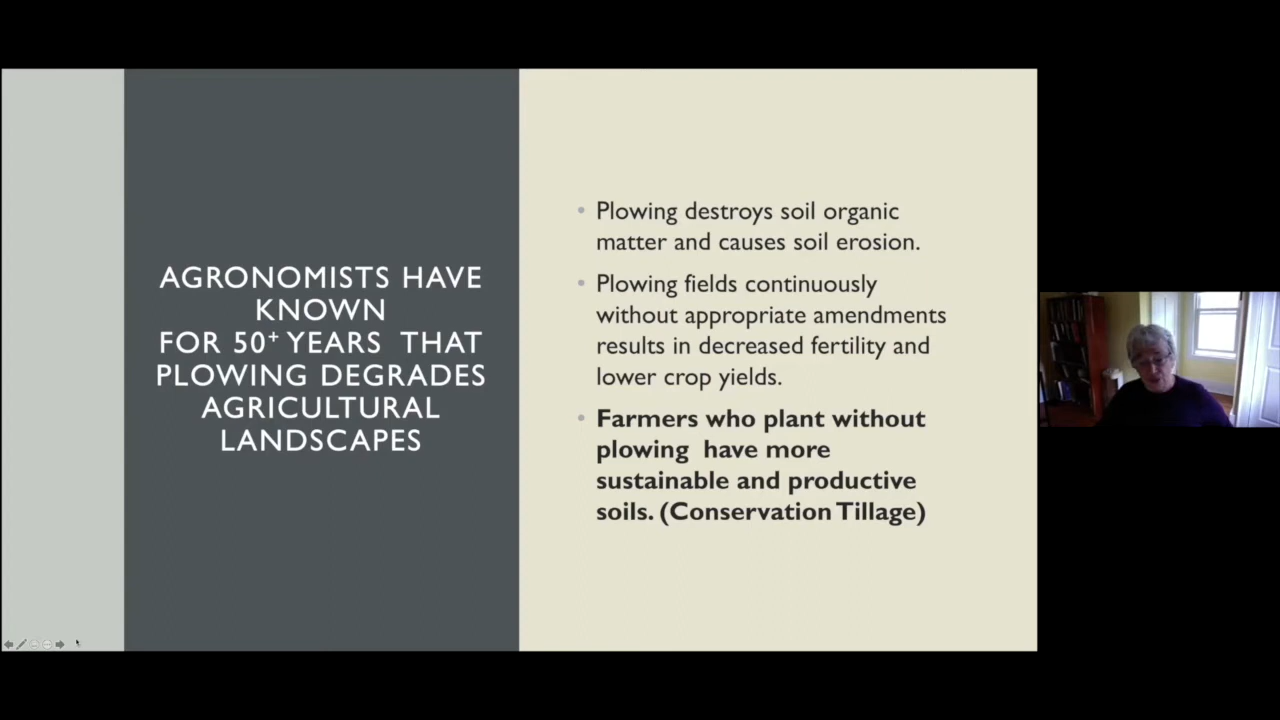 AGRONOMISTS HAVE
KNOWN
FOR 50+ YEARS THAT
PLOWING DEGRADES
AGRICULTURAL
LANDSCAPES
• Plowing destroys soil organic
matter and causes soil erosion.
• Plowing fields continuously
without appropriate amendments
results in decreased fertility and
lower crop yields.
• Farmers who plant without
plowing have more
sustainable and productive
soils. (Conservation Tillage)